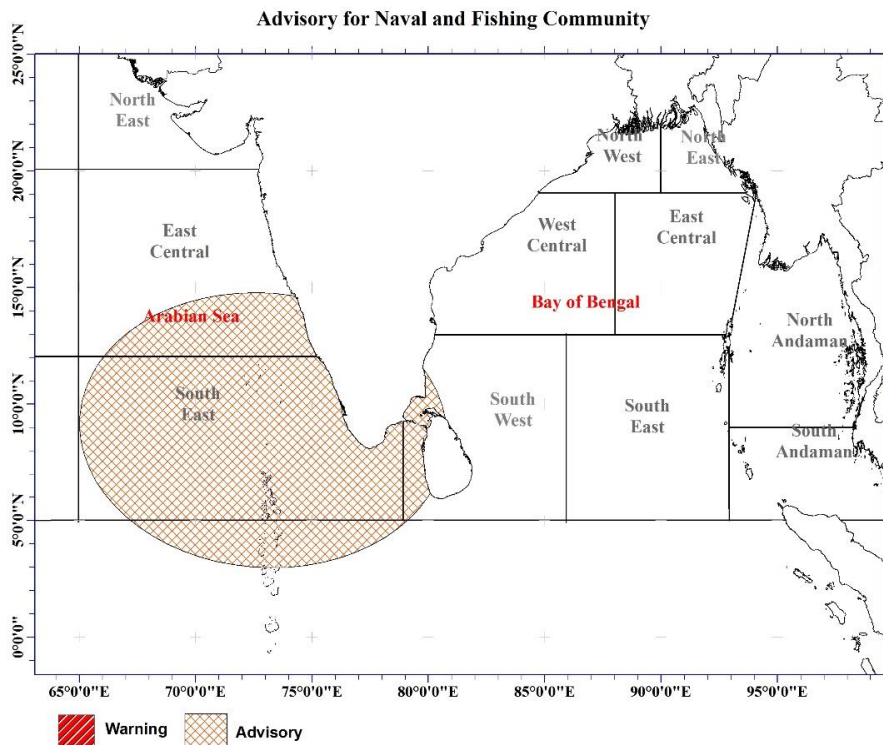 Advisory for Naval and Fishing Community
25°0'0"N
20°0'0"N
15°0'0"N
10°0'0"N
5°0'0"N
0°0'0"
North
East
North
West
North
East
East
Central
West
Central
East
Central
Arabian Sea
Bay of Bengal
North
Andaman
South
East
South
West
South
East
South
Andaman
65°0'0"E
70°0'0"E
75°0'0"E
80°0'0"E
85°0'0"E
90°0'0"E
95°0'0"E
Warning
Advisory